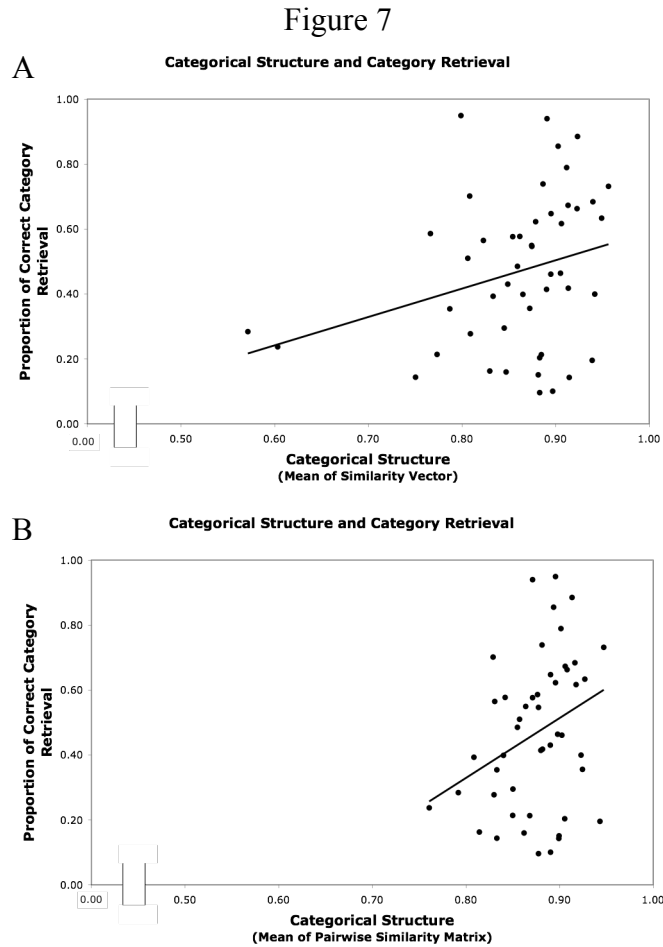 Figure 7
A
Categorical Structure and Category Retrieval
Proportion of Correct Category
Retrieval
1.00
0.80
0.60
0.40
0.20
0.00
0.00 0.50 0.60 0.70 0.80 0.90 1.00
Categorical Structure
(Mean of Similarity Vector)
B
Categorical Structure and Category Retrieval
Proportion of Correct Category
Retrieval
1.00
0.80
0.60
0.40
0.20
0.00
0.00 0.50 0.60 0.70 0.80 0.90 1.00
Categorical Structure
(Mean of Pairwise Similarity Matrix)